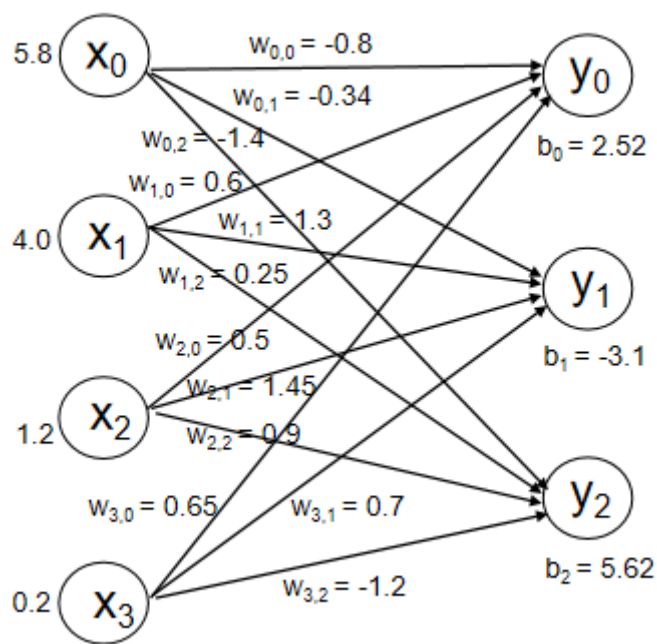 5.8 x₀ w₀,₀ = -0.8 y₀
w₀,₁ = -0.34
w₀,₂ = -1.4 b₀ = 2.52
w₁,₀ = 0.6
4.0 x₁ w₁,₁ = 1.3
w₁,₂ = 0.25 y₁
w₂,₀ = 0.5 b₁ = -3.1
w₂,₁ = 1.45
1.2 x₂ w₂,₂ = 0.9
w₃,₀ = 0.65 w₃,₁ = 0.7 y₂
b₂ = 5.62
0.2 x₃ w₃,₂ = -1.2